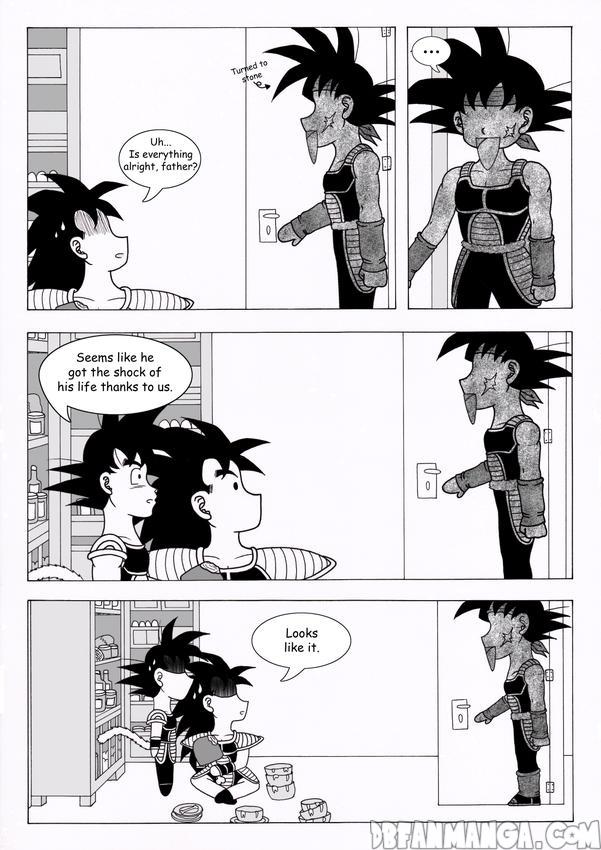 Turned to
stone
Uh...
Is everything
alright, father?
...
Seems like he
got the shock of
his life thanks to us.
Looks
like it.
DBFANMANGA.COM